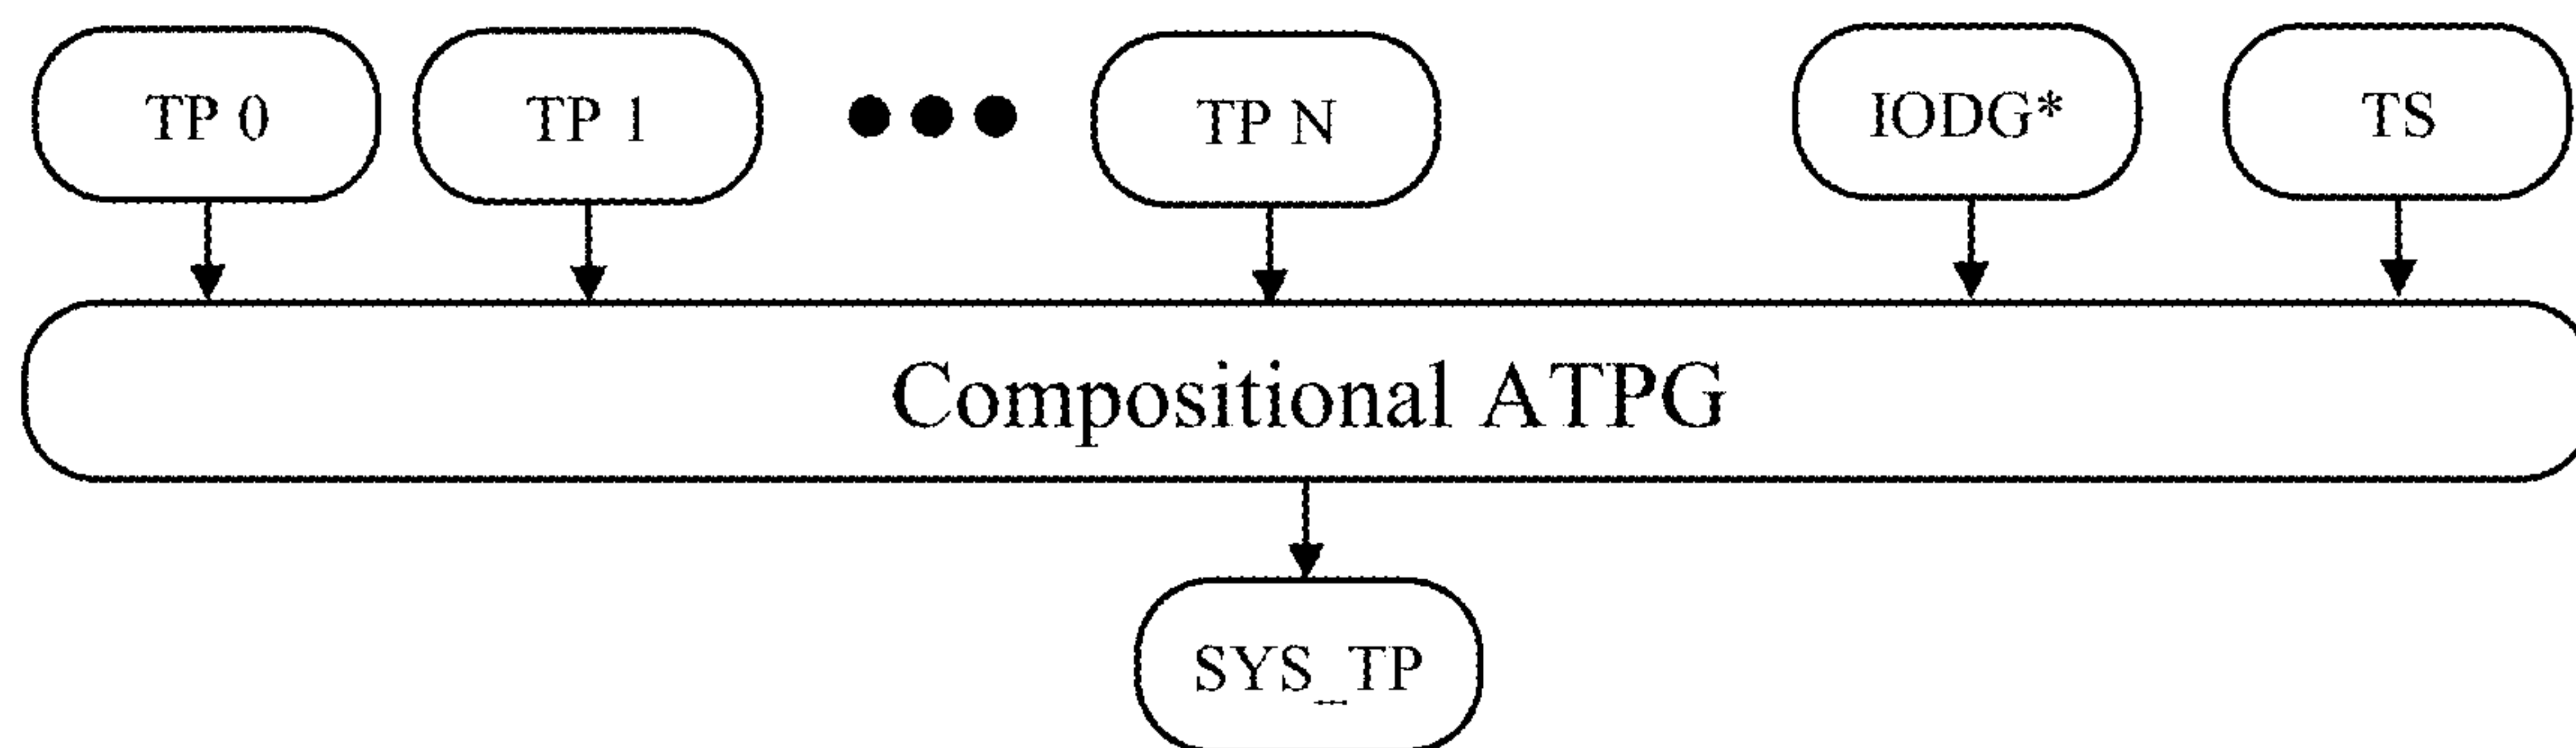 TP 0
TP 1
TP N
IODG*
TS
Compositional ATPG
SYS_TP